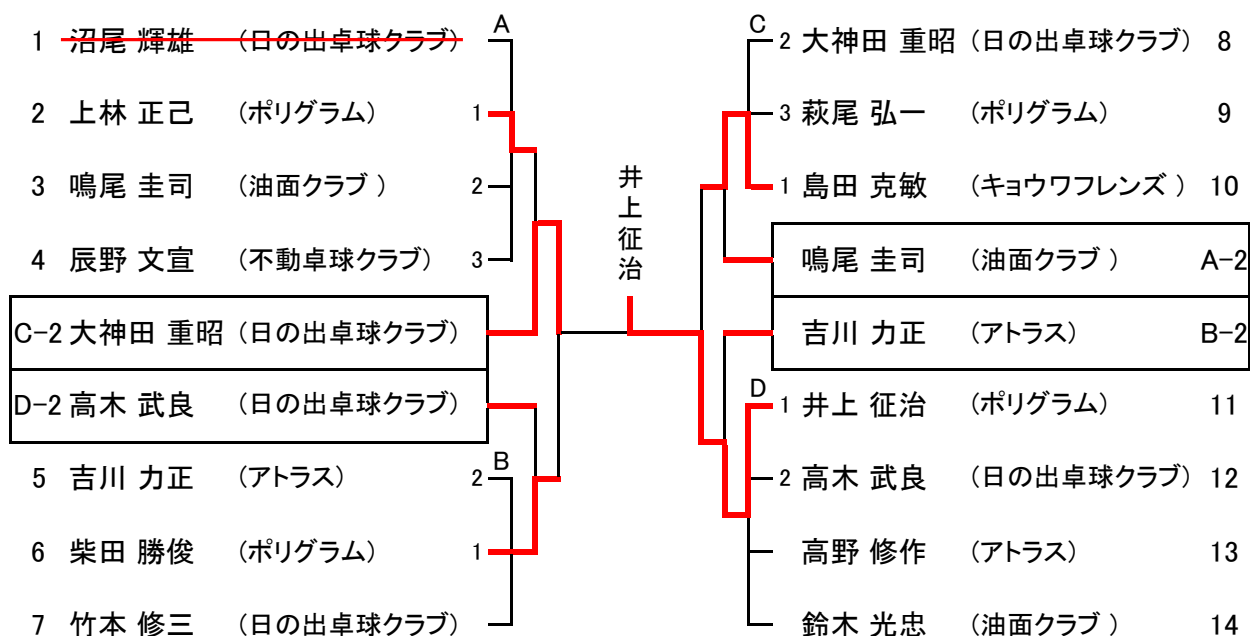 A
1 沼尾 輝雄 (日の出卓球クラブ)
2 上林 正己 (ポリグラム) 1
3 鳴尾 圭司 (油面クラブ ) 2
4 辰野 文宣 (不動卓球クラブ) 3
C-2 大神田 重昭 (日の出卓球クラブ)
D-2 高木 武良 (日の出卓球クラブ)
B
5 吉川 力正 (アトラス) 2
6 柴田 勝俊 (ポリグラム) 1
7 竹本 修三 (日の出卓球クラブ)
井上征治
C
2 大神田 重昭 (日の出卓球クラブ) 8
3 萩尾 弘一 (ポリグラム) 9
1 島田 克敏 (キョウワフレンズ ) 10
鳴尾 圭司 (油面クラブ ) A-2
吉川 力正 (アトラス) B-2
D
1 井上 征治 (ポリグラム) 11
2 高木 武良 (日の出卓球クラブ) 12
高野 修作 (アトラス) 13
鈴木 光忠 (油面クラブ ) 14